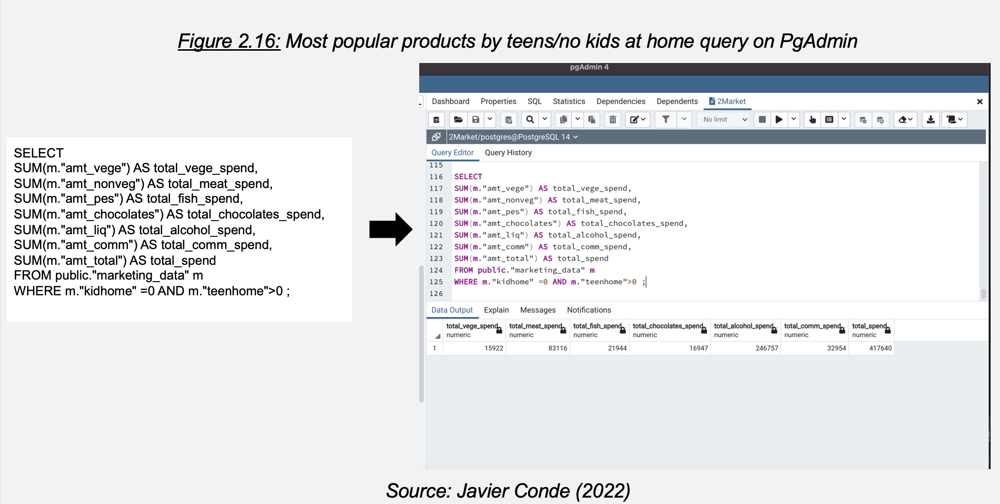 Figure 2.16: Most popular products by teens/no kids at home query on PgAdmin
SELECT
SUM(m."amt_vege") AS total_vege_spend,
SUM(m."amt_nonveg") AS total_meat_spend,
SUM(m."amt_pes") AS total_fish_spend,
SUM(m."amt_chocolates") AS total_chocolates_spend,
SUM(m."amt_liq") AS total_alcohol_spend,
SUM(m."amt_comm") AS total_comm_spend,
SUM(m."amt_total") AS total_spend
FROM public."marketing_data" m
WHERE m."kidhome" =0 AND m."teenhome">0 ;
pgAdmin 4
Dashboard Properties SQL Statistics Dependencies Dependents 2Market
No limit
2Market/postgres@PostgreSQL 14
Query Editor Query History
115
116 SELECT
117 SUM(m."amt_vege") AS total_vege_spend,
118 SUM(m."amt_nonveg") AS total_meat_spend,
119 SUM(m."amt_pes") AS total_fish_spend,
120 SUM(m."amt_chocolates") AS total_chocolates_spend,
121 SUM(m."amt_liq") AS total_alcohol_spend,
122 SUM(m."amt_comm") AS total_comm_spend,
123 SUM(m."amt_total") AS total_spend
124 FROM public."marketing_data" m
125 WHERE m."kidhome" =0 AND m."teenhome">0 ;
126
Data Output Explain Messages Notifications
total_vege_spend total_meat_spend total_fish_spend total_chocolates_spend total_alcohol_spend total_comm_spend total_spend
numeric numeric numeric numeric numeric numeric numeric
1 15922 83116 21944 16947 246757 32954 417640
Source: Javier Conde (2022)